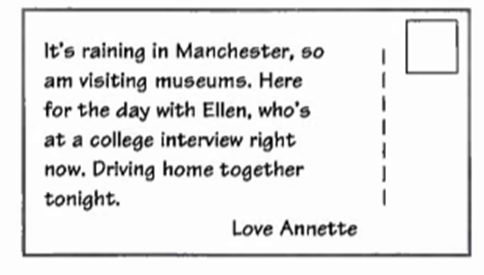 It's raining in Manchester, so
am visiting museums. Here
for the day with Ellen, who's
at a college interview right
now. Driving home together
tonight.
Love Annette